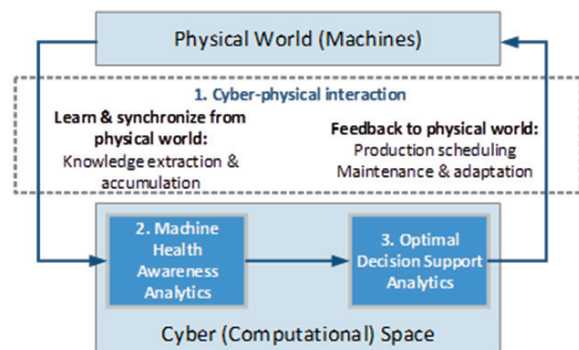 Physical World (Machines)
1. Cyber-physical interaction
Learn & synchronize from
physical world:
Knowledge extraction &
accumulation
Feedback to physical world:
Production scheduling
Maintenance & adaptation
2. Machine
Health
Awareness
Analytics
3. Optimal
Decision Support
Analytics
Cyber (Computational) Space